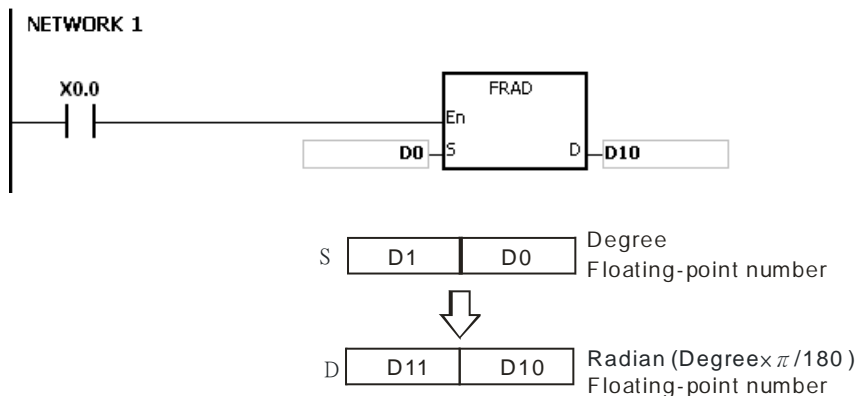 NETWORK 1
X0.0
FRAD
En
D0 S D D10
S D1 D0 Degree
Floating-point number
D D11 D10 Radian (Degree×π/180)
Floating-point number